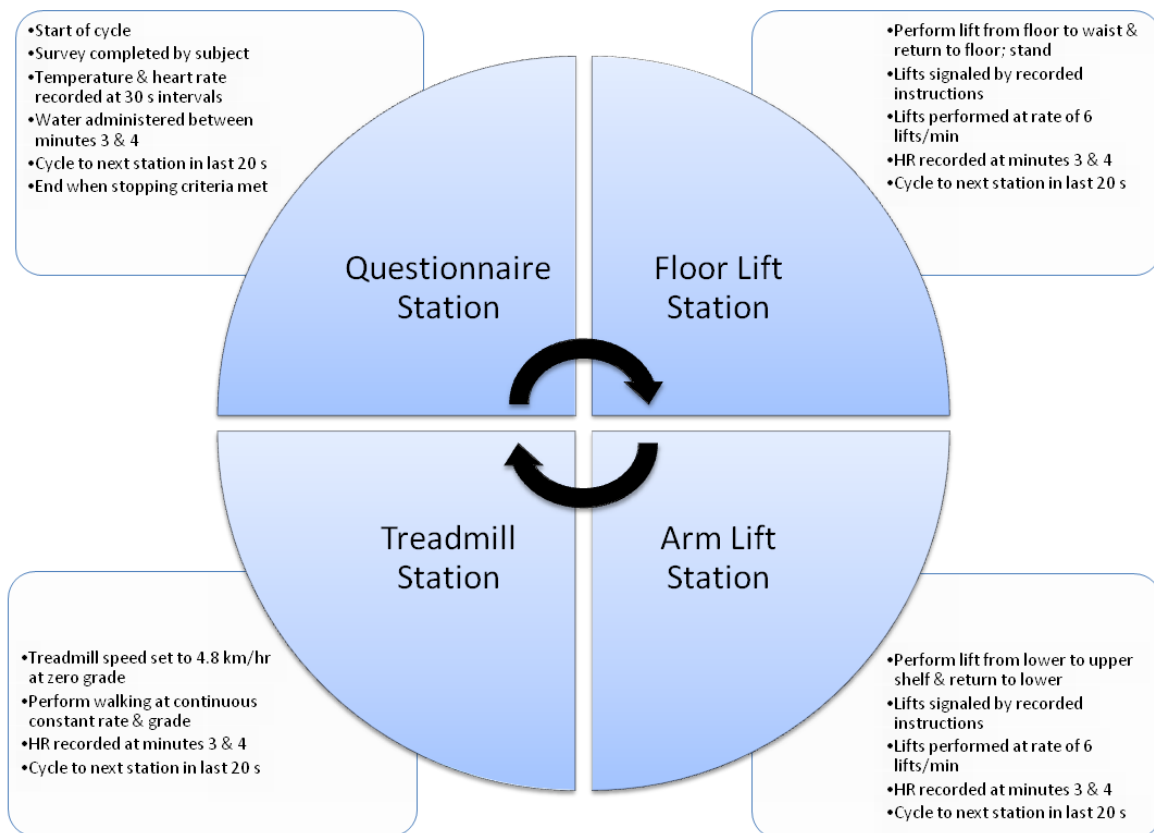 •Start of cycle
•Survey completed by subject
•Temperature & heart rate
recorded at 30 s intervals
•Water administered between
minutes 3 & 4
•Cycle to next station in last 20 s
•End when stopping criteria met
•Perform lift from floor to waist &
return to floor; stand
•Lifts signaled by recorded
instructions
•Lifts performed at rate of 6
lifts/min
•HR recorded at minutes 3 & 4
•Cycle to next station in last 20 s
Questionnaire
Station
Floor Lift
Station
Treadmill
Station
Arm Lift
Station
•Treadmill speed set to 4.8 km/hr
at zero grade
•Perform walking at continuous
constant rate & grade
•HR recorded at minutes 3 & 4
•Cycle to next station in last 20 s
•Perform lift from lower to upper
shelf & return to lower
•Lifts signaled by recorded
instructions
•Lifts performed at rate of 6
lifts/min
•HR recorded at minutes 3 & 4
•Cycle to next station in last 20 s